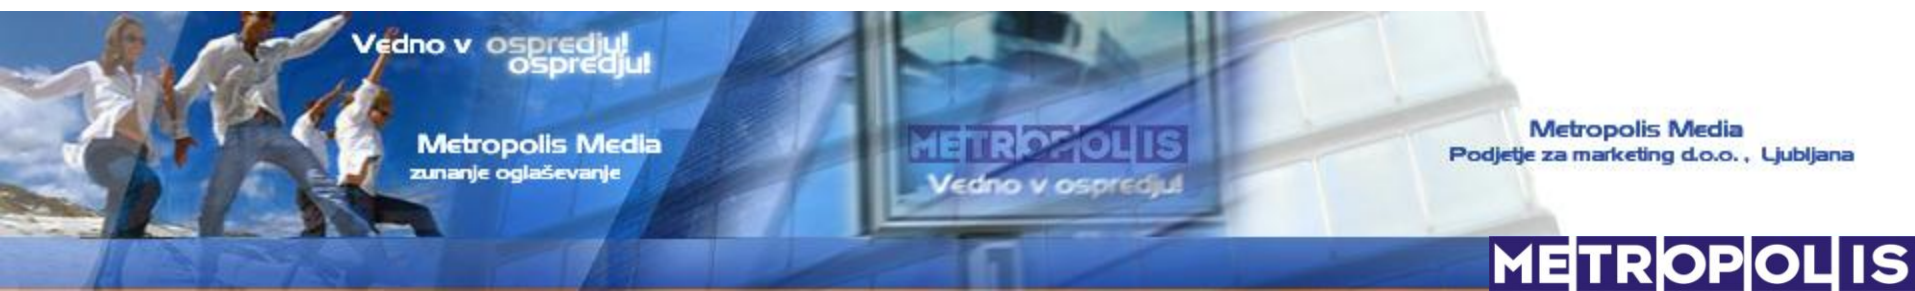 Vedno v ospredju!
ospredju!
Metropolis Media
zunanje oglaševanje
METROPOLIS
Vedno v ospredju!
Metropolis Media
Podjetje za marketing d.o.o. , Ljubljana
METROPOLIS